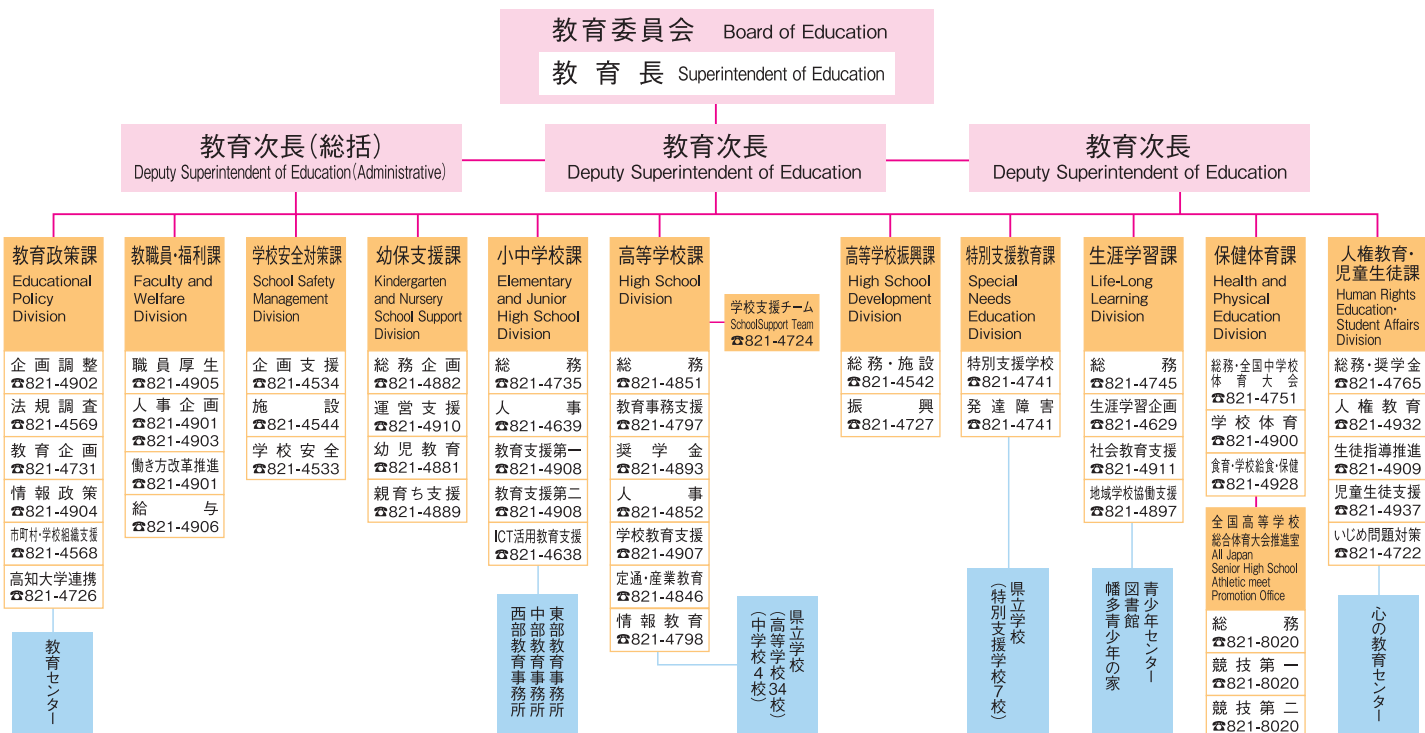 教育委員会 Board of Education
教育長 Superintendent of Education
教育次長(総括)
Deputy Superintendent of Education(Administrative)
教育次長
Deputy Superintendent of Education
教育次長
Deputy Superintendent of Education
教育政策課
Educational
Policy
Division
企画調整
☎821-4902
法規調査
☎821-4569
教育企画
☎821-4731
情報政策
☎821-4904
市町村・学校組織支援
☎821-4568
高知大学連携
☎821-4726
教育センター
教職員・福利課
Faculty and
Welfare
Division
職員厚生
☎821-4905
人事企画
☎821-4901
☎821-4903
働き方改革推進
☎821-4901
給与
☎821-4906
学校安全対策課
School Safety
Management
Division
企画支援
☎821-4534
施設
☎821-4544
学校安全
☎821-4533
幼保支援課
Kindergarten
and Nursery
School Support
Division
総務企画
☎821-4882
運営支援
☎821-4910
幼児教育
☎821-4881
親育ち支援
☎821-4889
小中学校課
Elementary
and Junior
High School
Division
総務
☎821-4735
人事
☎821-4639
教育支援第一
☎821-4908
教育支援第二
☎821-4908
ICT活用教育支援
☎821-4638
東部教育事務所
中部教育事務所
西部教育事務所
高等学校課
High School
Division
学校支援チーム
SchoolSupport Team
☎821-4724
総務
☎821-4851
教育事務支援
☎821-4797
奨学金
☎821-4893
人事
☎821-4852
学校教育支援
☎821-4907
定通・産業教育
☎821-4846
情報教育
☎821-4798
県立学校
(高等学校34校)
(中学校4校)
高等学校振興課
High School
Development
Division
総務・施設
☎821-4542
振興
☎821-4727
特別支援教育課
Special
Needs
Education
Division
特別支援学校
☎821-4741
発達障害
☎821-4741
県立学校
(特別支援学校7校)
生涯学習課
Life-Long
Learning
Division
総務
☎821-4745
生涯学習企画
☎821-4629
社会教育支援
☎821-4911
地域学校協働支援
☎821-4897
青少年センター
図書館
幡多青少年の家
保健体育課
Health and
Physical
Education
Division
総務・全国中学校
体育大会
☎821-4751
学校体育
☎821-4900
食育・学校給食・保健
☎821-4928
全国高等学校
総合体育大会推進室
All Japan
Senior High School
Athletic meet
Promotion Office
総務
☎821-8020
競技第一
☎821-8020
競技第二
☎821-8020
人権教育・
児童生徒課
Human Rights
Education・
Student Affairs
Division
総務・奨学金
☎821-4765
人権教育
☎821-4932
生徒指導推進
☎821-4909
児童生徒支援
☎821-4937
いじめ問題対策
☎821-4722
心の教育センター